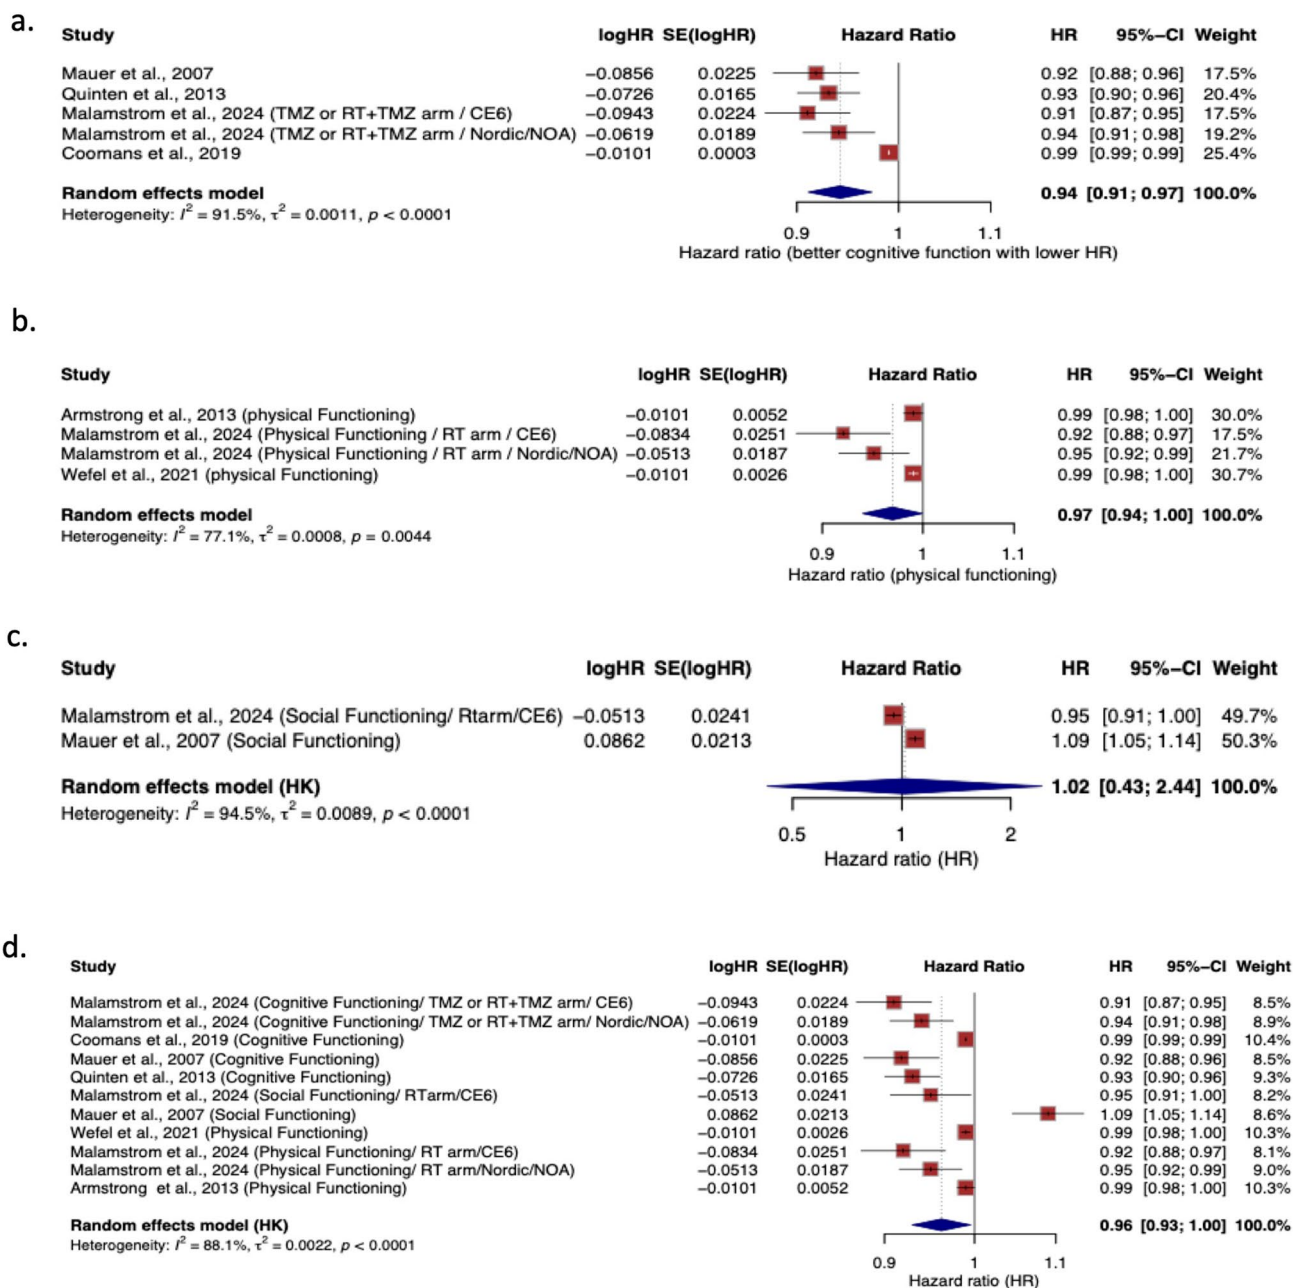 a.
Study logHR SE(logHR) Hazard Ratio HR 95%–CI Weight
Mauer et al., 2007 −0.0856 0.0225 0.92 [0.88; 0.96] 17.5%
Quinten et al., 2013 −0.0726 0.0165 0.93 [0.90; 0.96] 20.4%
Malamstrom et al., 2024 (TMZ or RT+TMZ arm / CE6) −0.0943 0.0224 0.91 [0.87; 0.95] 17.5%
Malamstrom et al., 2024 (TMZ or RT+TMZ arm / Nordic/NOA) −0.0619 0.0189 0.94 [0.91; 0.98] 19.2%
Coomans et al., 2019 −0.0101 0.0003 0.99 [0.99; 0.99] 25.4%
Random effects model 0.94 [0.91; 0.97] 100.0%
Heterogeneity: I² = 91.5%, τ² = 0.0011, p < 0.0001
0.9 1 1.1
Hazard ratio (better cognitive function with lower HR)
b.
Study logHR SE(logHR) Hazard Ratio HR 95%–CI Weight
Armstrong et al., 2013 (physical Functioning) −0.0101 0.0052 0.99 [0.98; 1.00] 30.0%
Malamstrom et al., 2024 (Physical Functioning / RT arm / CE6) −0.0834 0.0251 0.92 [0.88; 0.97] 17.5%
Malamstrom et al., 2024 (Physical Functioning / RT arm / Nordic/NOA) −0.0513 0.0187 0.95 [0.92; 0.99] 21.7%
Wefel et al., 2021 (physical Functioning) −0.0101 0.0026 0.99 [0.98; 1.00] 30.7%
Random effects model 0.97 [0.94; 1.00] 100.0%
Heterogeneity: I² = 77.1%, τ² = 0.0008, p = 0.0044
0.9 1 1.1
Hazard ratio (physical functioning)
c.
Study logHR SE(logHR) Hazard Ratio HR 95%–CI Weight
Malamstrom et al., 2024 (Social Functioning/ Rtarm/CE6) −0.0513 0.0241 0.95 [0.91; 1.00] 49.7%
Mauer et al., 2007 (Social Functioning) 0.0862 0.0213 1.09 [1.05; 1.14] 50.3%
Random effects model (HK) 1.02 [0.43; 2.44] 100.0%
Heterogeneity: I² = 94.5%, τ² = 0.0089, p < 0.0001
0.5 1 2
Hazard ratio (HR)
d.
Study logHR SE(logHR) Hazard Ratio HR 95%–CI Weight
Malamstrom et al., 2024 (Cognitive Functioning/ TMZ or RT+TMZ arm/ CE6) −0.0943 0.0224 0.91 [0.87; 0.95] 8.5%
Malamstrom et al., 2024 (Cognitive Functioning/ TMZ or RT+TMZ arm/ Nordic/NOA) −0.0619 0.0189 0.94 [0.91; 0.98] 8.9%
Coomans et al., 2019 (Cognitive Functioning) −0.0101 0.0003 0.99 [0.99; 0.99] 10.4%
Mauer et al., 2007 (Cognitive Functioning) −0.0856 0.0225 0.92 [0.88; 0.96] 8.5%
Quinten et al., 2013 (Cognitive Functioning) −0.0726 0.0165 0.93 [0.90; 0.96] 9.3%
Malamstrom et al., 2024 (Social Functioning/ RTarm/CE6) −0.0513 0.0241 0.95 [0.91; 1.00] 8.2%
Mauer et al., 2007 (Social Functioning) 0.0862 0.0213 1.09 [1.05; 1.14] 8.6%
Wefel et al., 2021 (Physical Functioning) −0.0101 0.0026 0.99 [0.98; 1.00] 10.3%
Malamstrom et al., 2024 (Physical Functioning/ RT arm/CE6) −0.0834 0.0251 0.92 [0.88; 0.97] 8.1%
Malamstrom et al., 2024 (Physical Functioning/ RT arm/Nordic/NOA) −0.0513 0.0187 0.95 [0.92; 0.99] 9.0%
Armstrong et al., 2013 (Physical Functioning) −0.0101 0.0052 0.99 [0.98; 1.00] 10.3%
Random effects model (HK) 0.96 [0.93; 1.00] 100.0%
Heterogeneity: I² = 88.1%, τ² = 0.0022, p < 0.0001
0.9 1 1.1
Hazard ratio (HR)